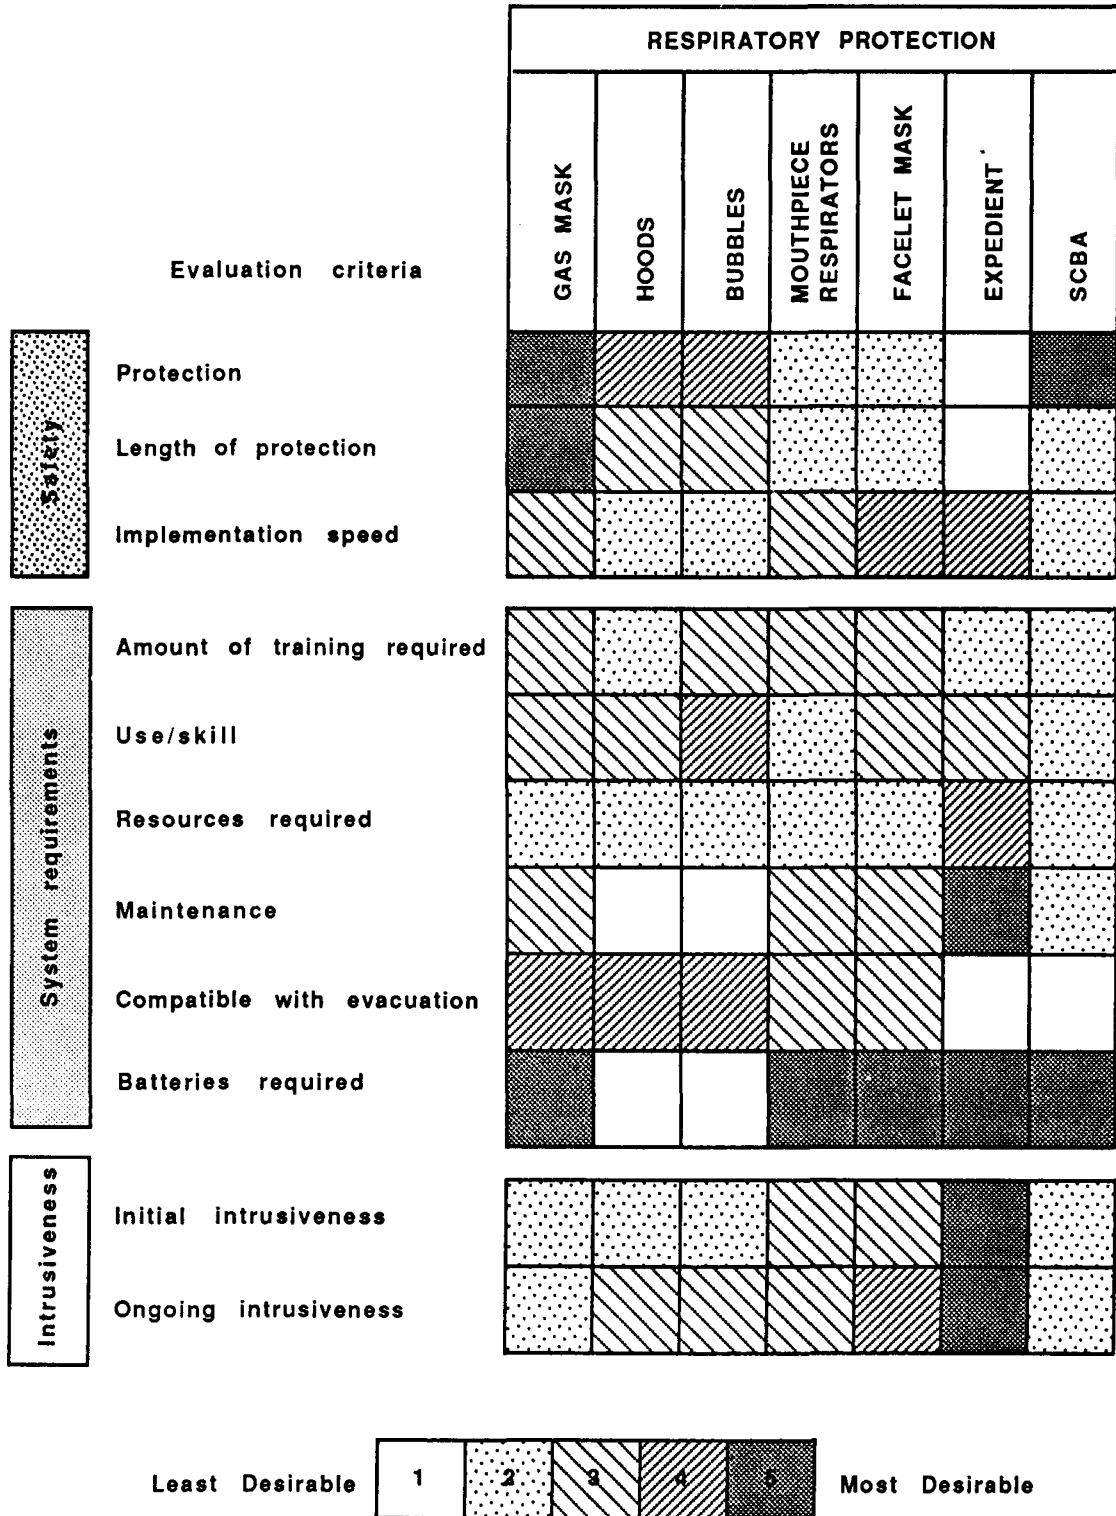 RESPIRATORY PROTECTION
Evaluation criteria
GAS MASK
HOODS
BUBBLES
MOUTHPIECE
RESPIRATORS
FACELET MASK
EXPEDIENT
SCBA
Safety
Protection
Length of protection
Implementation speed
System requirements
Amount of training required
Use/skill
Resources required
Maintenance
Compatible with evacuation
Batteries required
Intrusiveness
Initial intrusiveness
Ongoing intrusiveness
Least Desirable 1 2 3 4 5 Most Desirable